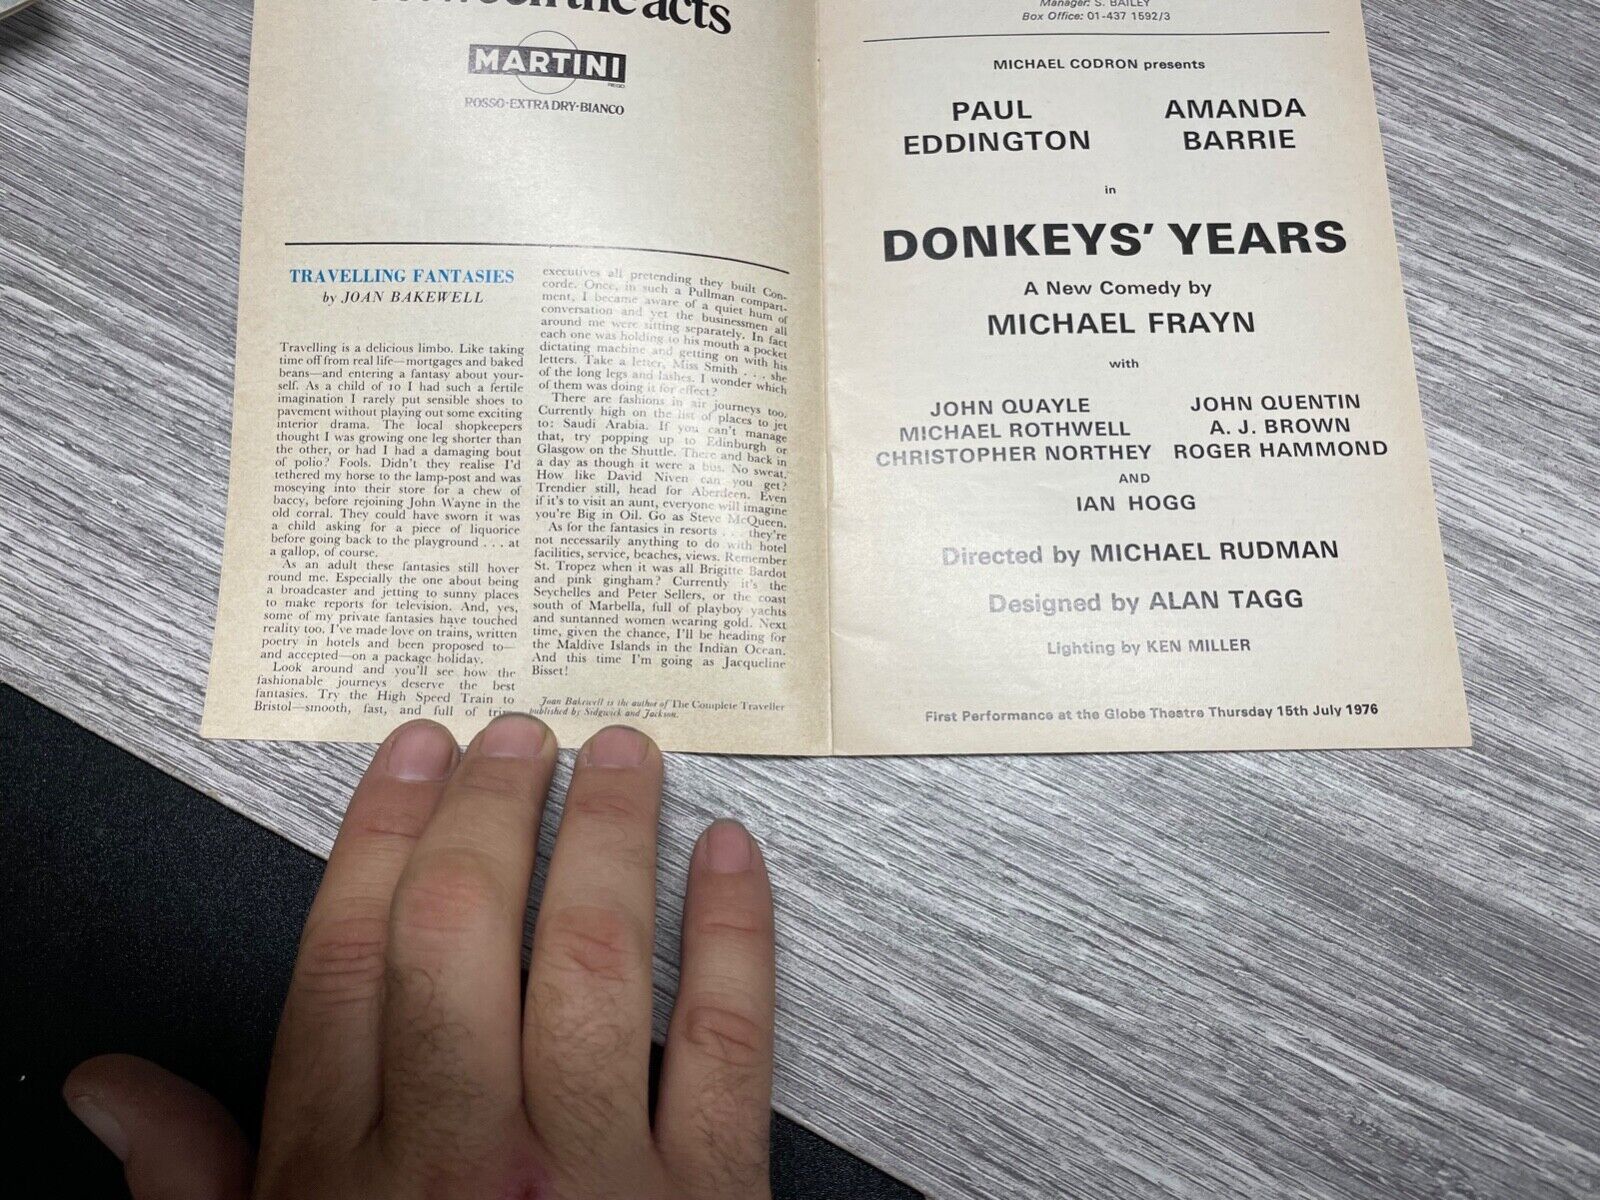 the acts
MARTINI
REGD
ROSSO-EXTRA DRY-BIANCO
TRAVELLING FANTASIES
by JOAN BAKEWELL
Travelling is a delicious limbo. Like taking
time off from real life—mortgages and baked
beans—and entering a fantasy about your-
self. As a child of 10 I had such a fertile
imagination I rarely put sensible shoes to
pavement without playing out some exciting
interior drama. The local shopkeepers
thought I was growing one leg shorter than
the other, or had I had a damaging bout
of polio? Fools. Didn't they realise I'd
tethered my horse to the lamp-post and was
moseying into their store for a chew of
baccy, before rejoining John Wayne in the
old corral. They could have sworn it was
a child asking for a piece of liquorice
before going back to the playground . . . at
a gallop, of course.
As an adult these fantasies still hover
round me. Especially the one about being
a broadcaster and jetting to sunny places
to make reports for television. And, yes,
some of my private fantasies have touched
reality too. I've made love on trains, written
poetry in hotels and been proposed to—
and accepted—on a package holiday.
Look around and you'll see how the
fashionable journeys deserve the best
fantasies. Try the High Speed Train to
Bristol—smooth, fast, and full of
executives all pretending they built Con-
corde. Once, in such a Pullman compart-
ment, I became aware of a quiet hum of
conversation and yet the businessmen all
around me were sitting separately. In fact
each one was holding to his mouth a pocket
dictating machine and getting on with his
letters. Take a letter, Miss Smith . . . she
of the long legs and lashes. I wonder which
of them was doing it for effect?
There are fashions in air journeys too.
Currently high on the list of places to jet
to: Saudi Arabia. If you can't manage
that, try popping up to Edinburgh or
Glasgow on the Shuttle. There and back in
a day as though it were a bus. No sweat.
How like David Niven can you get?
Trendier still, head for Aberdeen. Even
if it's to visit an aunt, everyone will imagine
you're Big in Oil. Go as Steve McQueen.
As for the fantasies in resorts . . . they're
not necessarily anything to do with hotel
facilities, service, beaches, views. Remember
St. Tropez when it was all Brigitte Bardot
and pink gingham? Currently it's the
Seychelles and Peter Sellers, or the coast
south of Marbella, full of playboy yachts
and suntanned women wearing gold. Next
time, given the chance, I'll be heading for
the Maldive Islands in the Indian Ocean.
And this time I'm going as Jacqueline
Bisset!
Joan Bakewell is the author of The Complete Traveller
published by Sidgwick and Jackson.
Manager: S. BAILEY
Box Office: 01-437 1592/3
MICHAEL CODRON presents
PAUL
EDDINGTON
AMANDA
BARRIE
in
DONKEYS' YEARS
A New Comedy by
MICHAEL FRAYN
with
JOHN QUAYLE
MICHAEL ROTHWELL
CHRISTOPHER NORTHEY
JOHN QUENTIN
A. J. BROWN
ROGER HAMMOND
AND
IAN HOGG
Directed by MICHAEL RUDMAN
Designed by ALAN TAGG
Lighting by KEN MILLER
First Performance at the Globe Theatre Thursday 15th July 1976